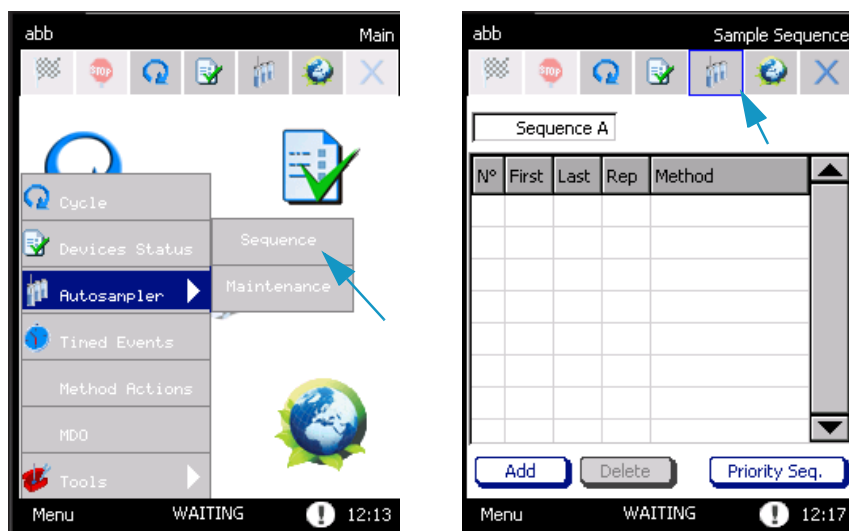 abb Main
STOP
Cycle
Devices Status
Sequence
Autosampler
Maintenance
Timed Events
Method Actions
MDO
Tools
Menu WAITING 12:13
abb Sample Sequence
STOP
Sequence A
N° First Last Rep Method
Add Delete Priority Seq.
Menu WAITING 12:17